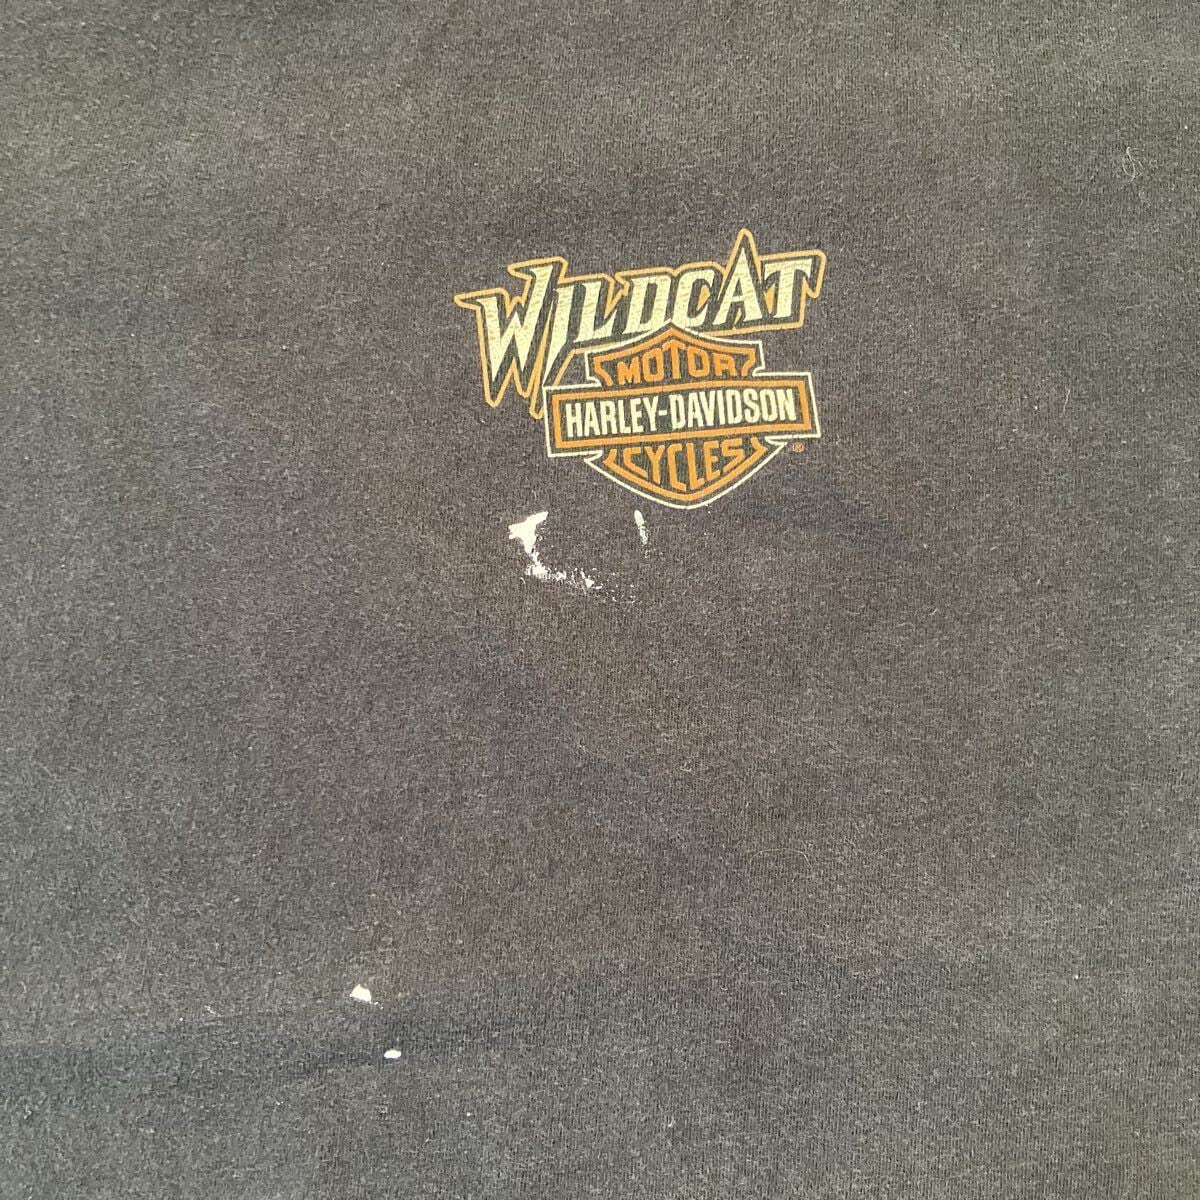 WILDCAT
MOTOR
HARLEY-DAVIDSON
CYCLES
®